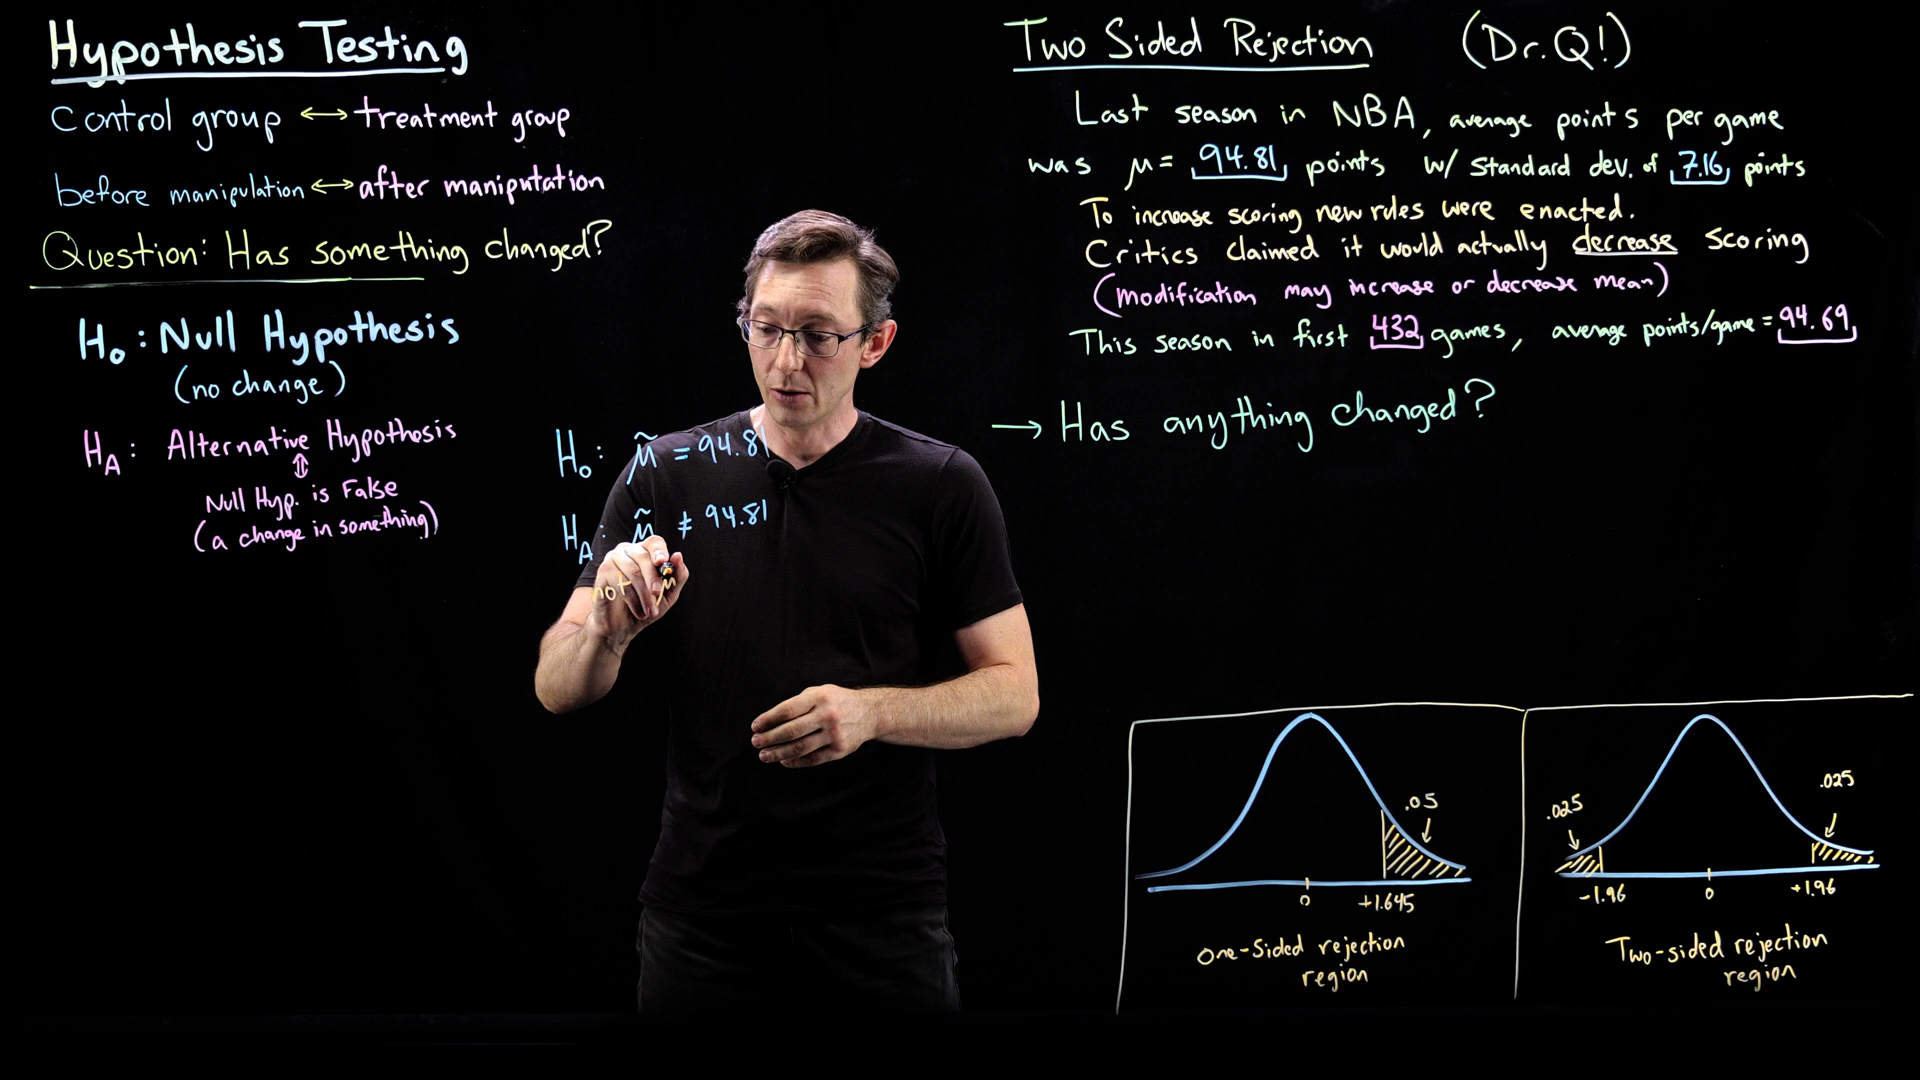 Hypothesis Testing
Control group ↔ treatment group
before manipulation ↔ after manipulation
Question: Has something changed?
H₀: Null Hypothesis
(no change)
H_A: Alternative Hypothesis
⇕
Null Hyp. is False
(a change in something)
H₀: μ̃ = 94.81
H_A: μ̃ ≠ 94.81
not μ
Two Sided Rejection (Dr.Q!)
Last season in NBA, average points per game
was μ = 94.81 points w/ standard dev. of 7.16 points
To increase scoring new rules were enacted.
Critics claimed it would actually decrease scoring
(modification may increase or decrease mean)
This season in first 432 games, average points/game = 94.69
→ Has anything changed?
.05
0 +1.645
One-Sided rejection
region
.025 .025
-1.96 0 +1.96
Two-sided rejection
region